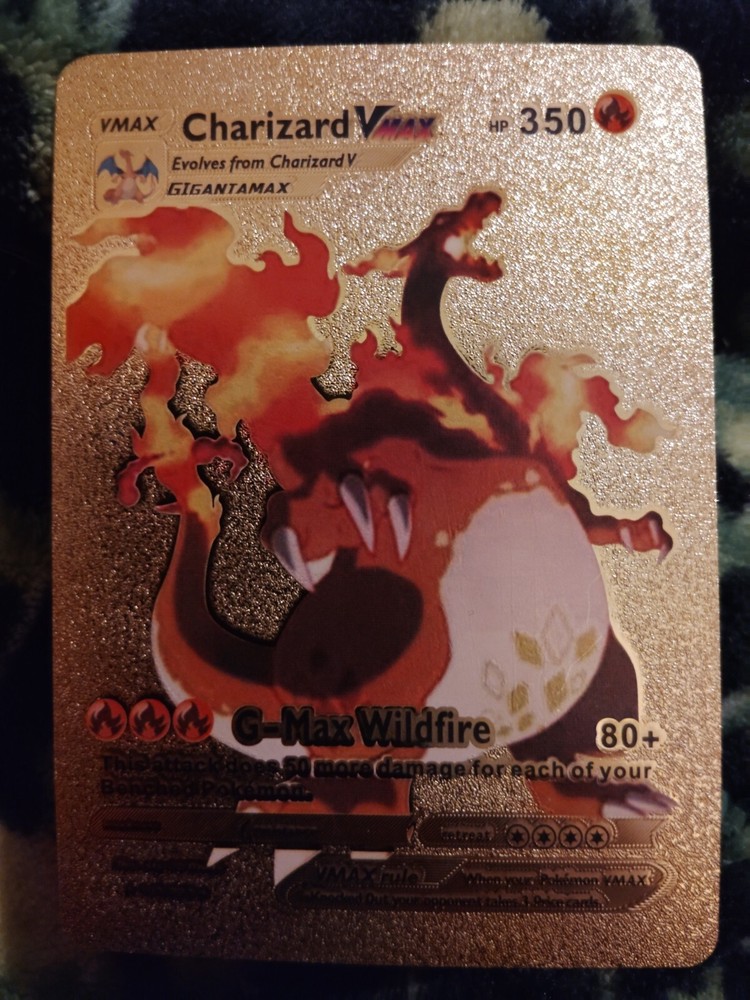 VMAX
Charizard VMAX
HP 350
Evolves from Charizard V
GIGANTAMAX
G-Max Wildfire 80+
This attack does 50 more damage for each of your
Benched Pokémon.
retreat
VMAX rule
When your Pokémon VMAX
Knocked Out your opponent takes 3 Prize cards